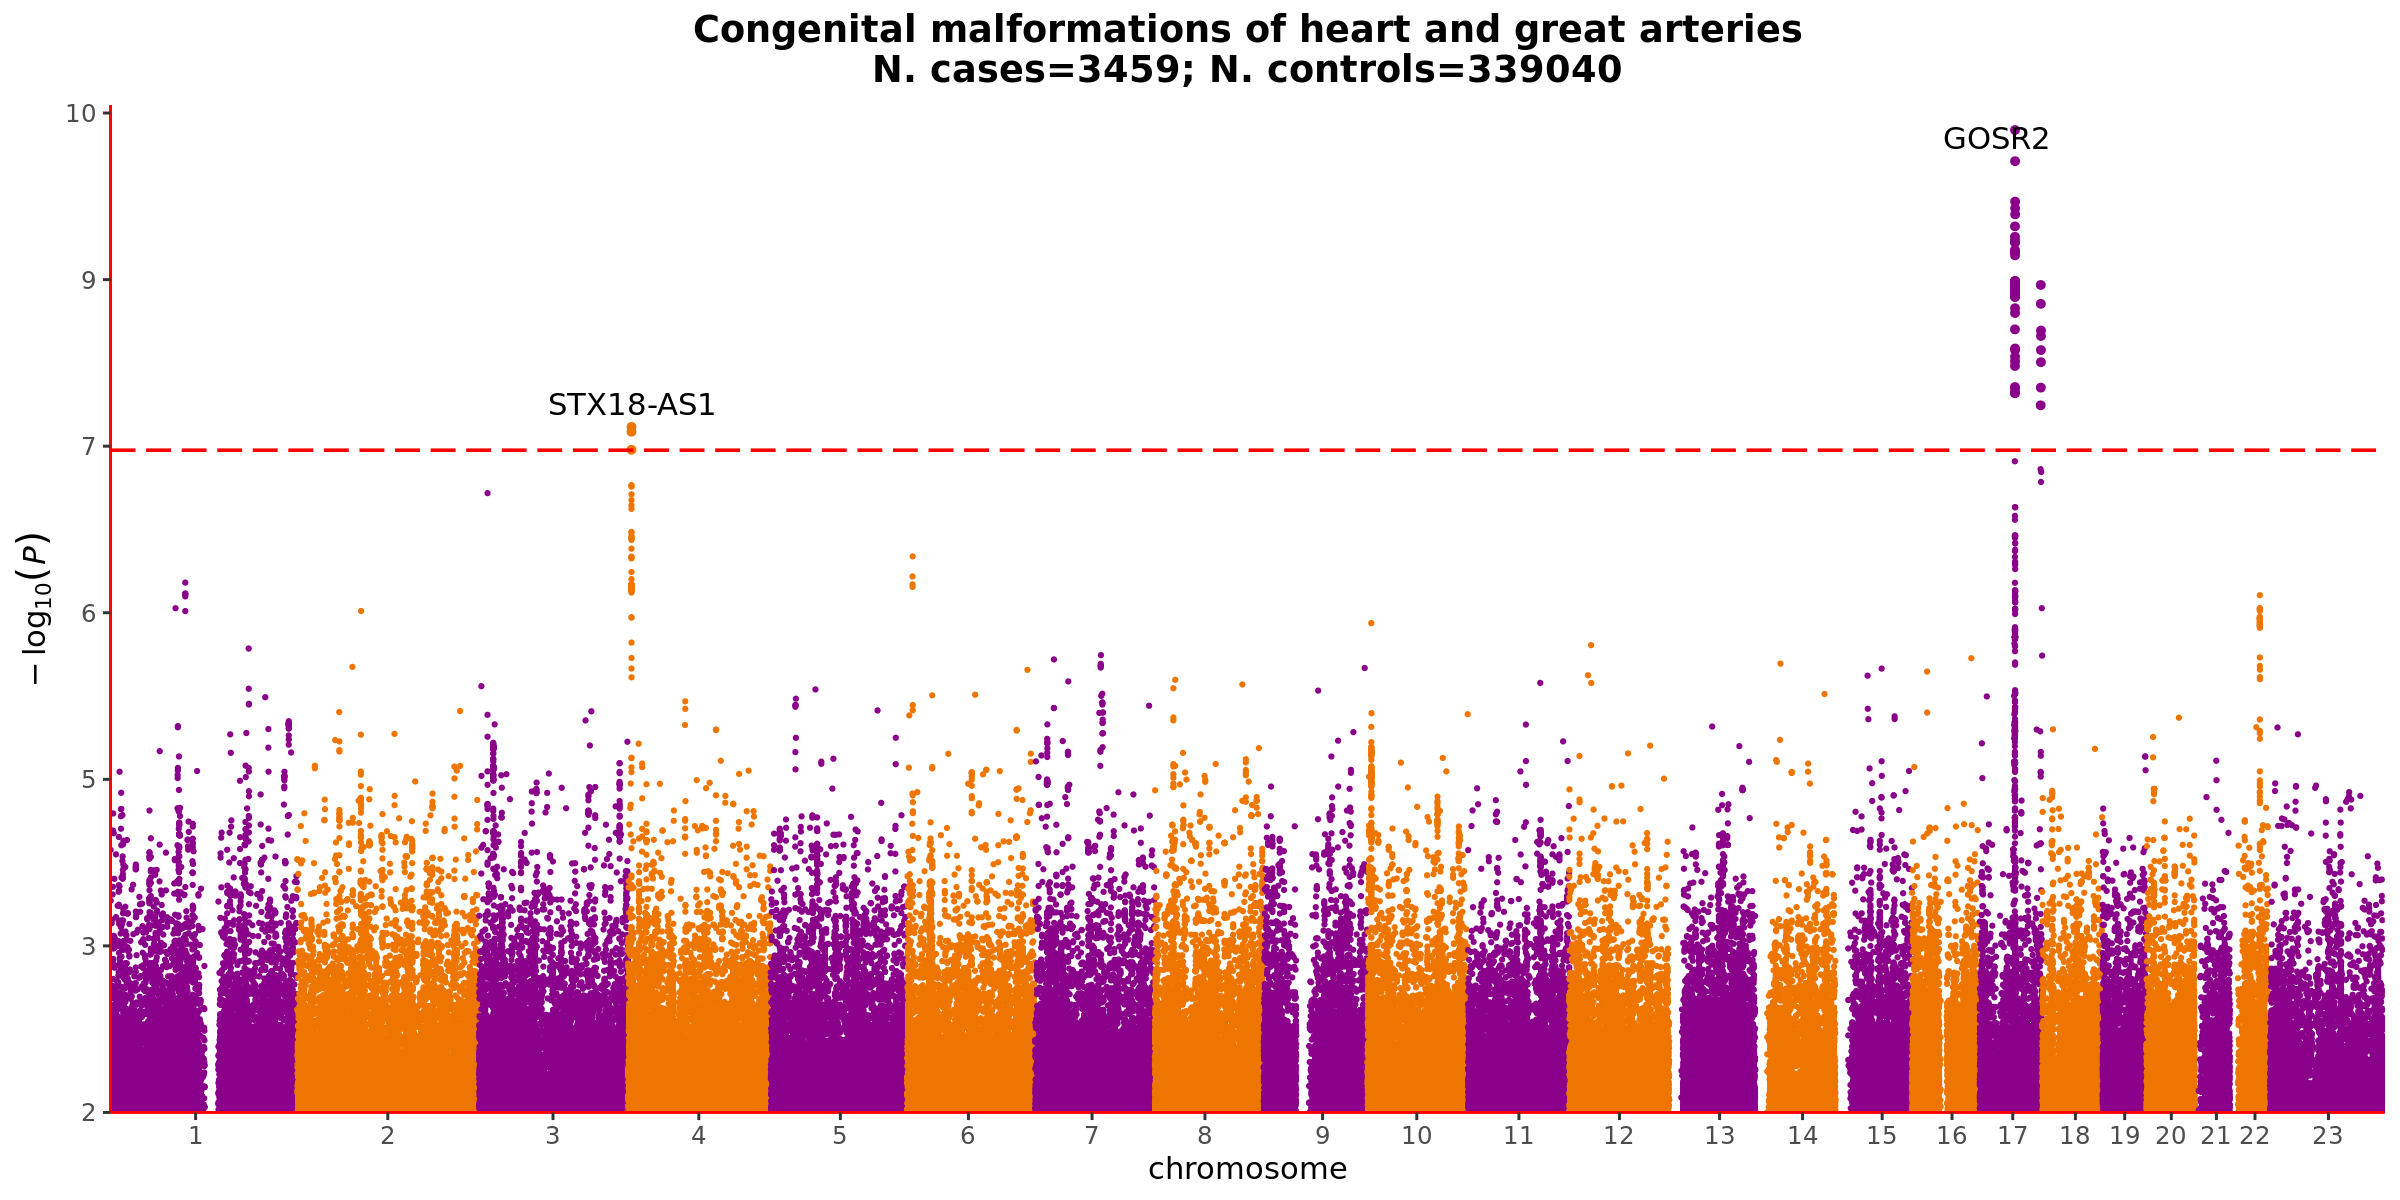 Congenital malformations of heart and great arteries
N. cases=3459; N. controls=339040
10
GOSR2
9
STX18-AS1
7
6
5
3
2
−log10(P)
1 2 3 4 5 6 7 8 9 10 11 12 13 14 15 16 17 18 19 20 21 22 23
chromosome